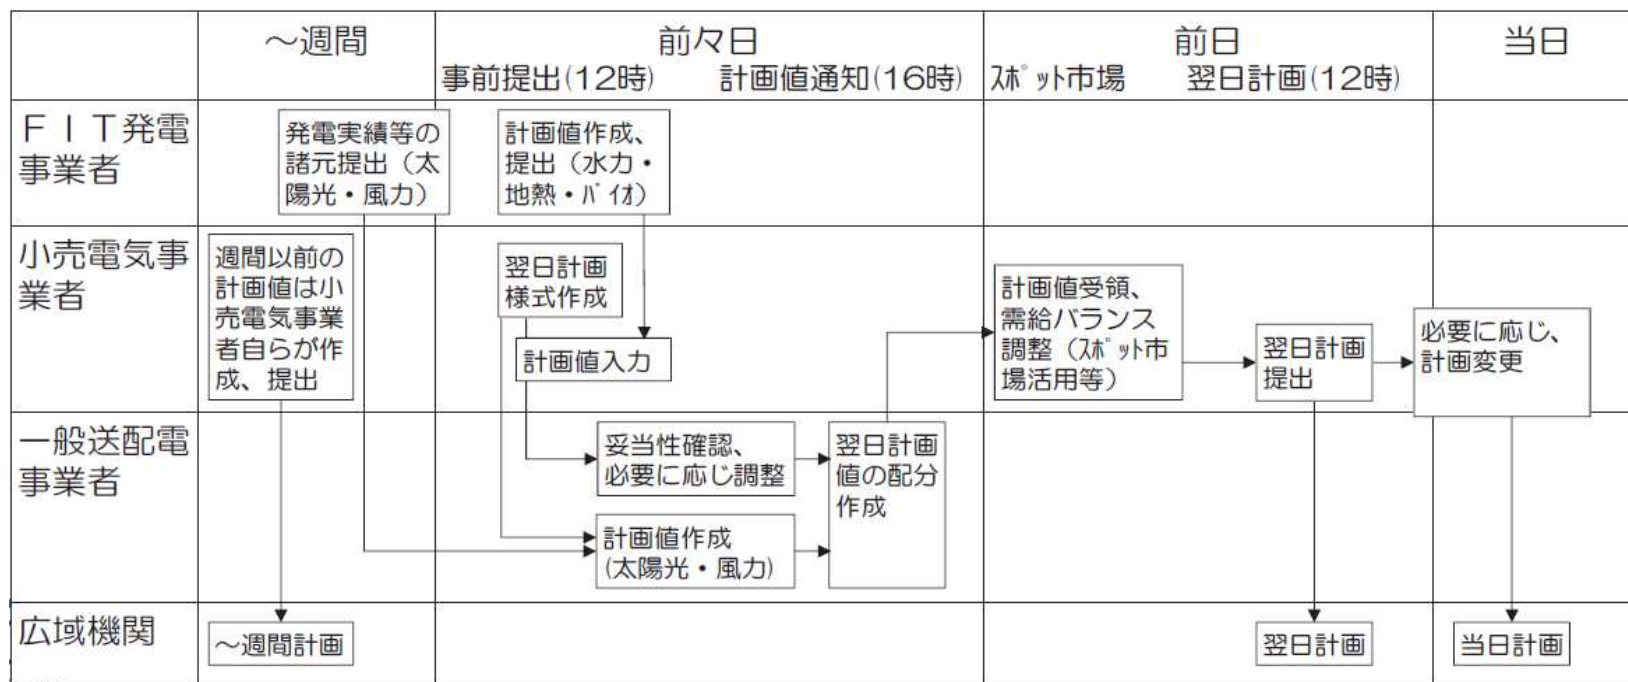 ～週間
前々日
事前提出(12時)　計画値通知(16時)
前日
ｽﾎﾟｯﾄ市場　翌日計画(12時)
当日
ＦＩＴ発電
事業者
発電実績等の
諸元提出（太
陽光・風力）
計画値作成、
提出（水力・
地熱・ﾊﾞｲｵ）
小売電気事
業者
週間以前の
計画値は小
売電気事業
者自らが作
成、提出
翌日計画
様式作成
計画値入力
計画値受領、
需給バランス
調整（ｽﾎﾟｯﾄ市
場活用等）
翌日計画
提出
必要に応じ、
計画変更
一般送配電
事業者
妥当性確認、
必要に応じ調整
計画値作成
(太陽光・風力)
翌日計画
値の配分
作成
広域機関
～週間計画
翌日計画
当日計画